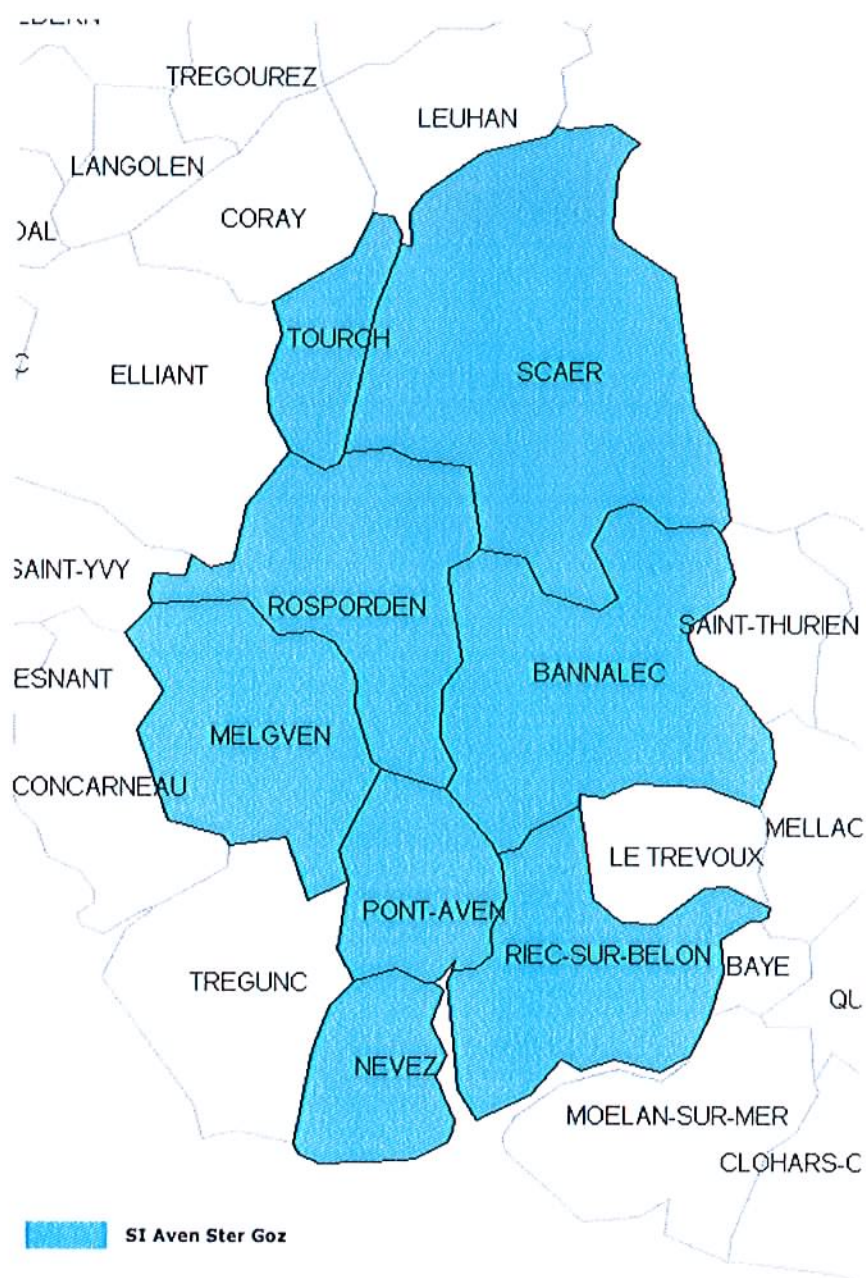 TREGOUREZ
LEUHAN
LANGOLEN
CORAY
TOURCH
ELLIANT
SCAER
SAINT-YVY
ROSPORDEN
SAINT-THURIEN
ESNANT
BANNALEC
MELGVEN
CONCARNEAU
MELLAC
LE TREVOUX
PONT-AVEN
RIEC-SUR-BELON
BAYE
TREGUNC
QU
NEVEZ
MOELAN-SUR-MER
CLOHARS-C
SI Aven Ster Goz